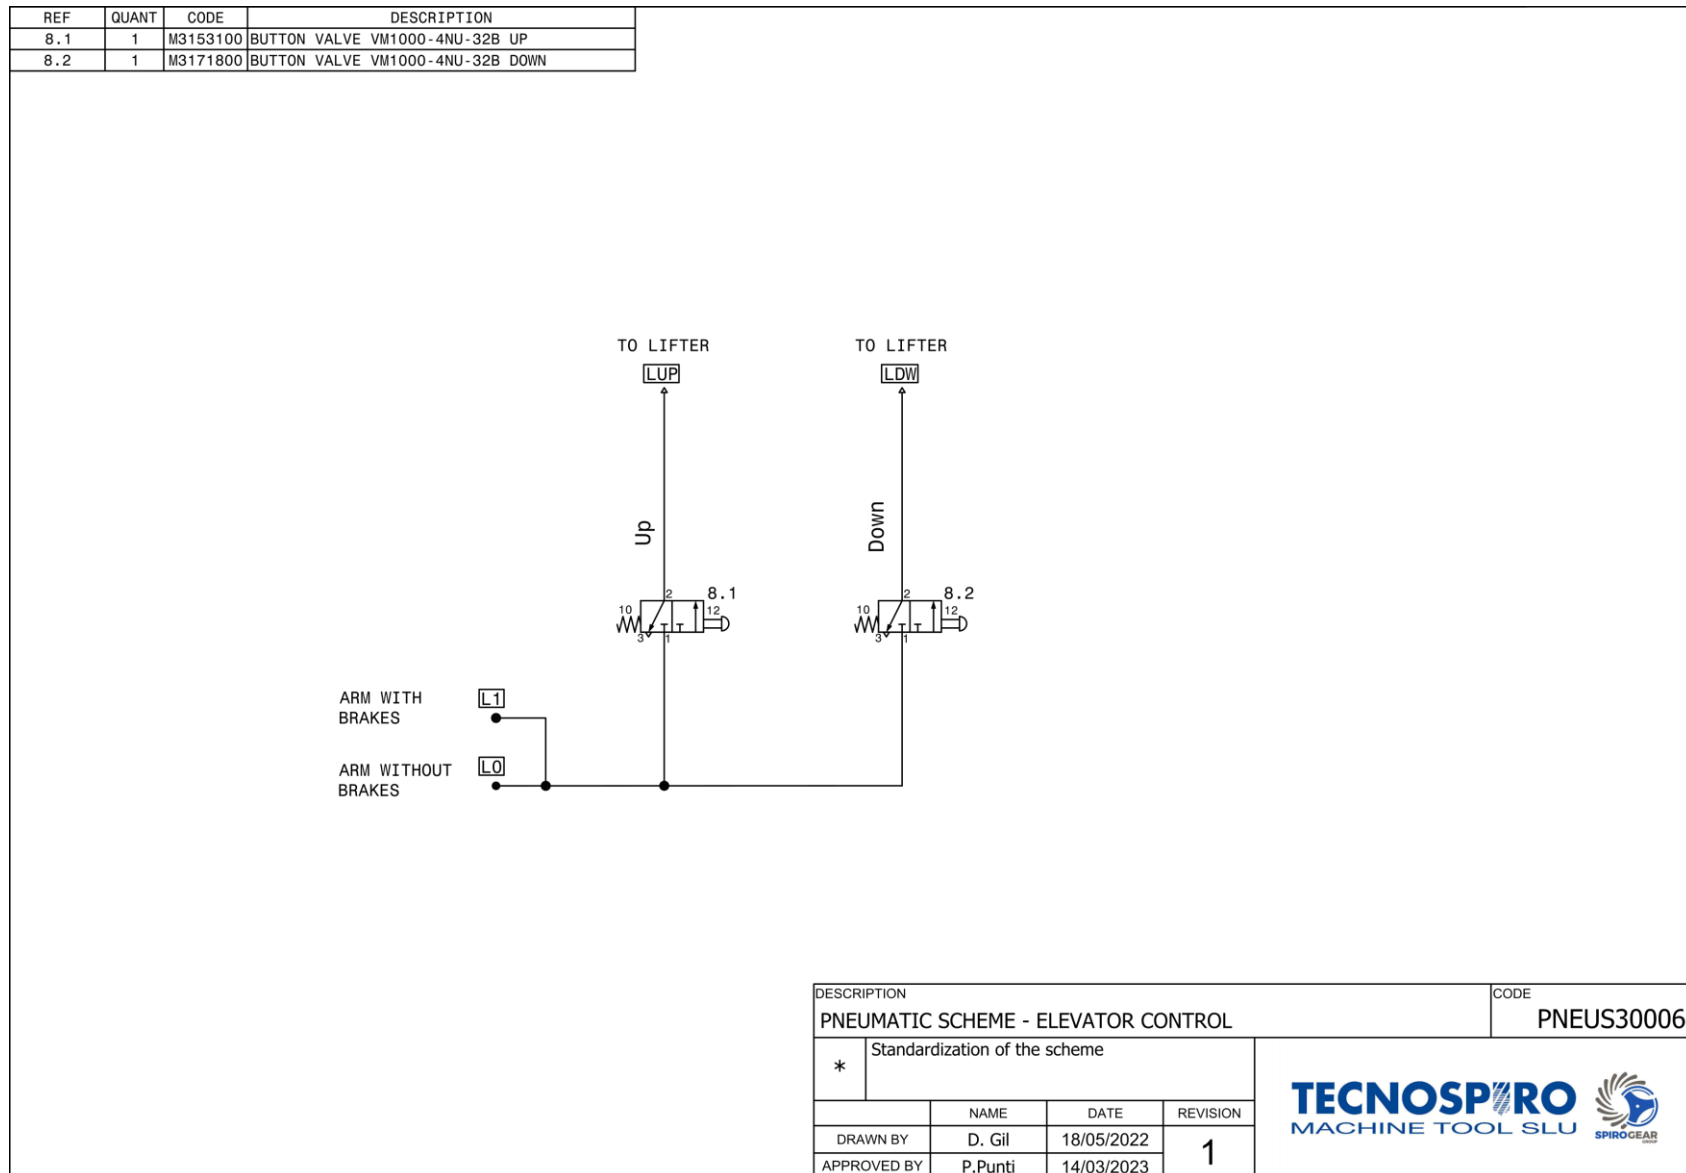 REF QUANT CODE DESCRIPTION
8.1 1 M3153100 BUTTON VALVE VM1000-4NU-32B UP
8.2 1 M3171800 BUTTON VALVE VM1000-4NU-32B DOWN
TO LIFTER TO LIFTER
LUP LDW
Up Down
2 8.1 2 8.2
10 12 10 12
3 1 3 1
ARM WITH L1
BRAKES
ARM WITHOUT L0
BRAKES
DESCRIPTION CODE
PNEUMATIC SCHEME - ELEVATOR CONTROL PNEUS30006
* Standardization of the scheme
NAME DATE REVISION
DRAWN BY D. Gil 18/05/2022 1
APPROVED BY P.Punti 14/03/2023
TECNOSPIRO
MACHINE TOOL SLU
SPIROGEAR
GROUP